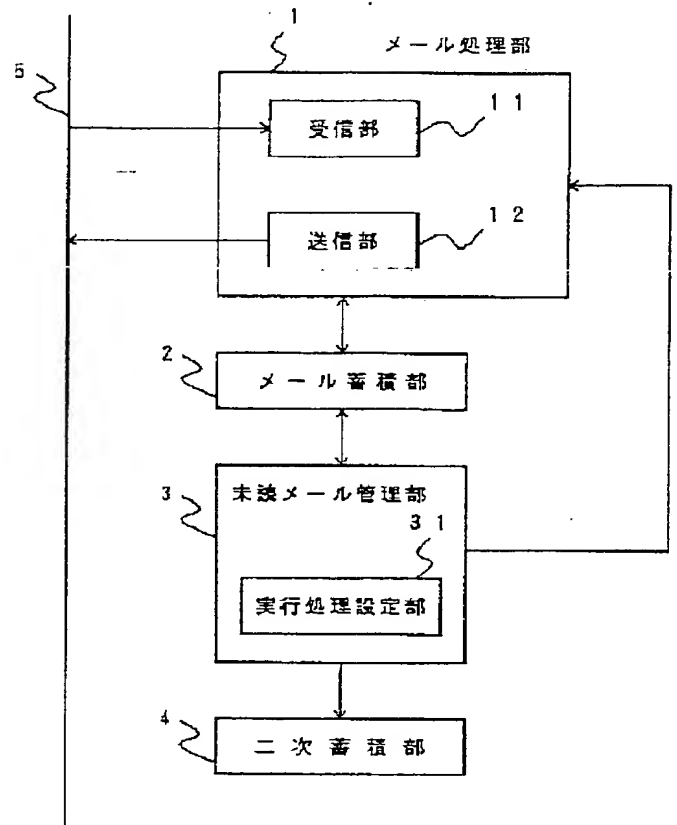 1
メール処理部
5
受信部
11
送信部
12
2
メール蓄積部
3
未読メール管理部
31
実行処理設定部
4
二次蓄積部